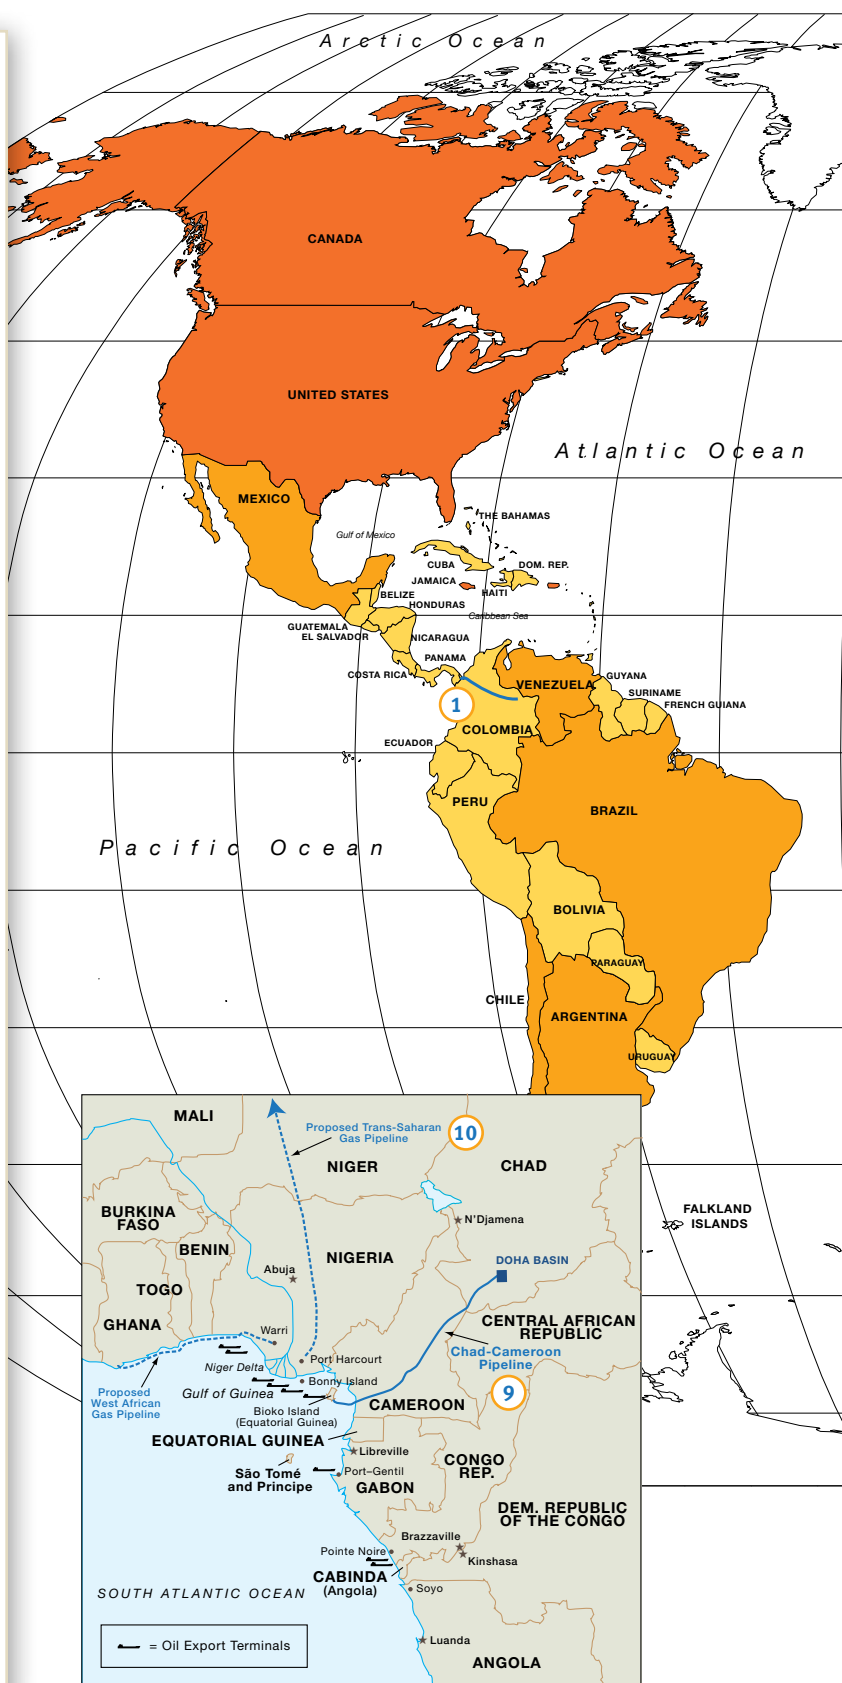 Arctic Ocean
CANADA
UNITED STATES
Atlantic Ocean
MEXICO
THE BAHAMAS
Gulf of Mexico
CUBA
DOM. REP.
JAMAICA
HAITI
BELIZE
HONDURAS
Caribbean Sea
GUATEMALA
EL SALVADOR
NICARAGUA
PANAMA
COSTA RICA
VENEZUELA
GUYANA
SURINAME
FRENCH GUIANA
1
COLOMBIA
ECUADOR
PERU
BRAZIL
Pacific Ocean
BOLIVIA
PARAGUAY
CHILE
ARGENTINA
URUGUAY
FALKLAND
ISLANDS
MALI
Proposed Trans-Saharan
Gas Pipeline
10
NIGER
CHAD
BURKINA
FASO
N'Djamena
BENIN
NIGERIA
DOHA BASIN
Abuja
TOGO
GHANA
CENTRAL AFRICAN
REPUBLIC
Warri
Chad-Cameroon
Pipeline
Port Harcourt
Niger Delta
Bonny Island
9
Proposed
West African
Gas Pipeline
Gulf of Guinea
CAMEROON
Bioko Island
(Equatorial Guinea)
EQUATORIAL GUINEA
Libreville
CONGO
REP.
São Tomé
and Principe
Port–Gentil
GABON
DEM. REPUBLIC
OF THE CONGO
Brazzaville
Pointe Noire
Kinshasa
CABINDA
(Angola)
Soyo
SOUTH ATLANTIC OCEAN
= Oil Export Terminals
Luanda
ANGOLA